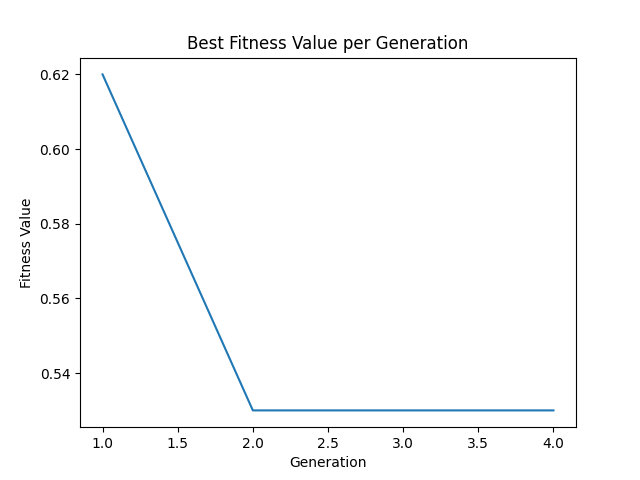 Best Fitness Value per Generation
0.62
0.60
0.58
0.56
0.54
Fitness Value
1.0 1.5 2.0 2.5 3.0 3.5 4.0
Generation